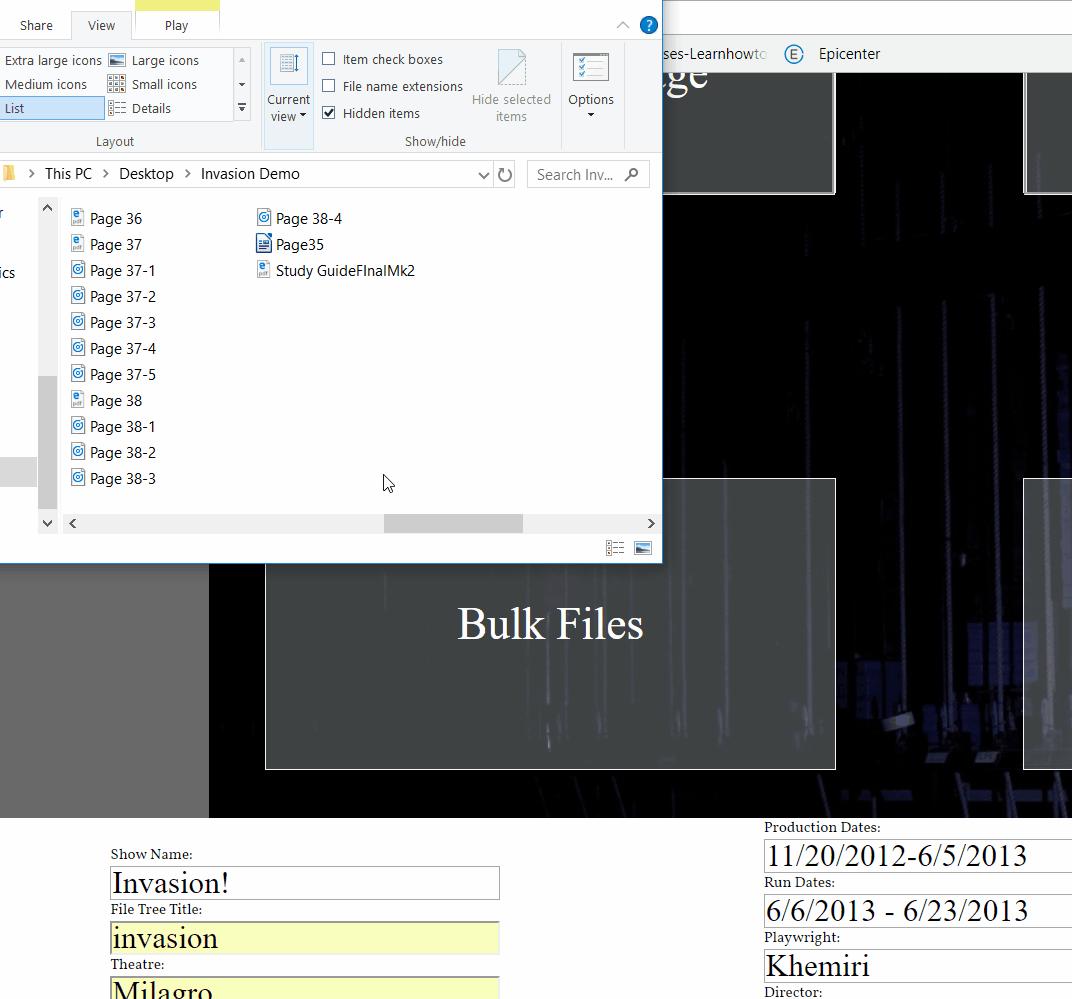 Share View Play
Extra large icons Large icons
Medium icons Small icons
List Details
Layout
Current view
Item check boxes
File name extensions
Hidden items
Hide selected items
Show/hide
Options
This PC Desktop Invasion Demo
Search Inv...
ics
Page 36
Page 37
Page 37-1
Page 37-2
Page 37-3
Page 37-4
Page 37-5
Page 38
Page 38-1
Page 38-2
Page 38-3
Page 38-4
Page35
Study GuideFInalMk2
ses-Learnhowto
Epicenter
Bulk Files
Show Name:
Invasion!
File Tree Title:
invasion
Theatre:
Milagro
Production Dates:
11/20/2012-6/5/2013
Run Dates:
6/6/2013 - 6/23/2013
Playwright:
Khemiri
Director: